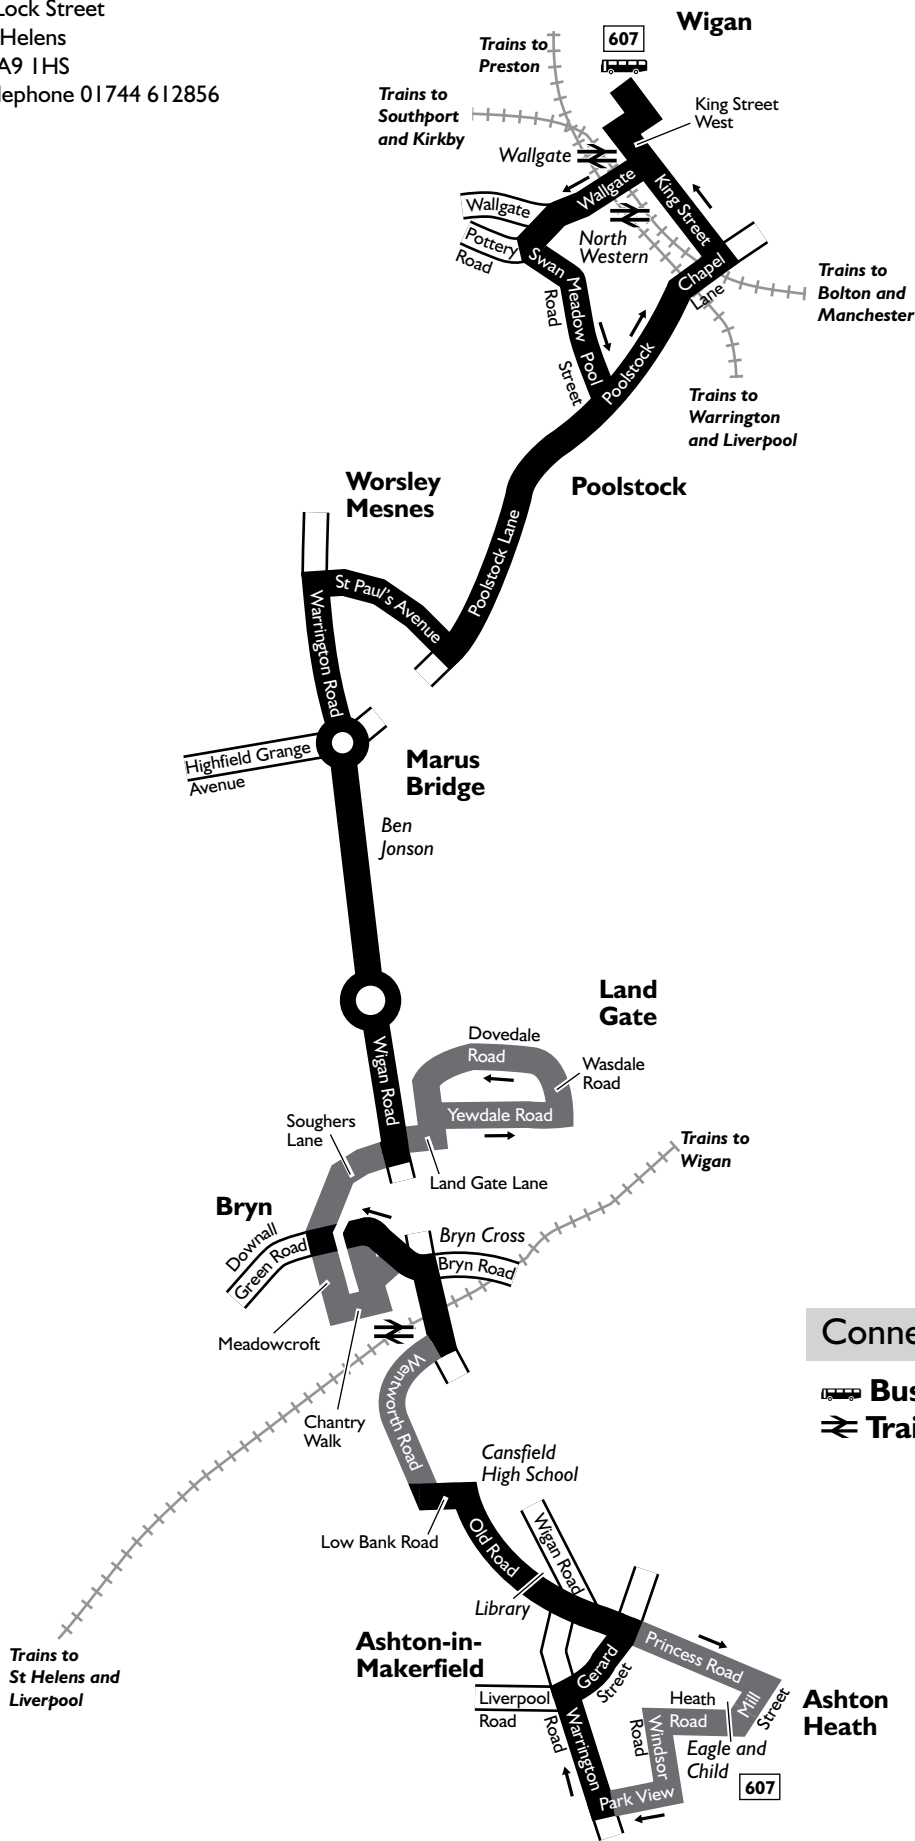 Lock Street
Helens
A9 1HS
lephone 01744 612856
Wigan
607
Trains to
Preston
Trains to
Southport
and Kirkby
King Street
West
Wallgate
Wallgate
King Street
Wallgate
Pottery
Road
North
Western
Swan
Meadow
Road
Chapel
Lane
Trains to
Bolton and
Manchester
Pool
Street
Poolstock
Trains to
Warrington
and Liverpool
Worsley
Mesnes
Poolstock
Poolstock Lane
St Paul's Avenue
Warrington Road
Highfield Grange
Avenue
Marus
Bridge
Ben
Jonson
Land
Gate
Dovedale
Road
Wasdale
Road
Wigan Road
Yewdale Road
Soughers
Lane
Trains to
Wigan
Land Gate Lane
Bryn
Downall
Green Road
Bryn Cross
Bryn Road
Meadowcroft
Conne
Bus
Trai
Wentworth Road
Chantry
Walk
Cansfield
High School
Low Bank Road
Old Road
Wigan Road
Library
Trains to
St Helens and
Liverpool
Ashton-in-
Makerfield
Gerard
Street
Princess Road
Liverpool
Road
Warrington
Road
Heath
Road
Mill
Street
Ashton
Heath
Windsor
Road
Eagle and
Child
607
Park View